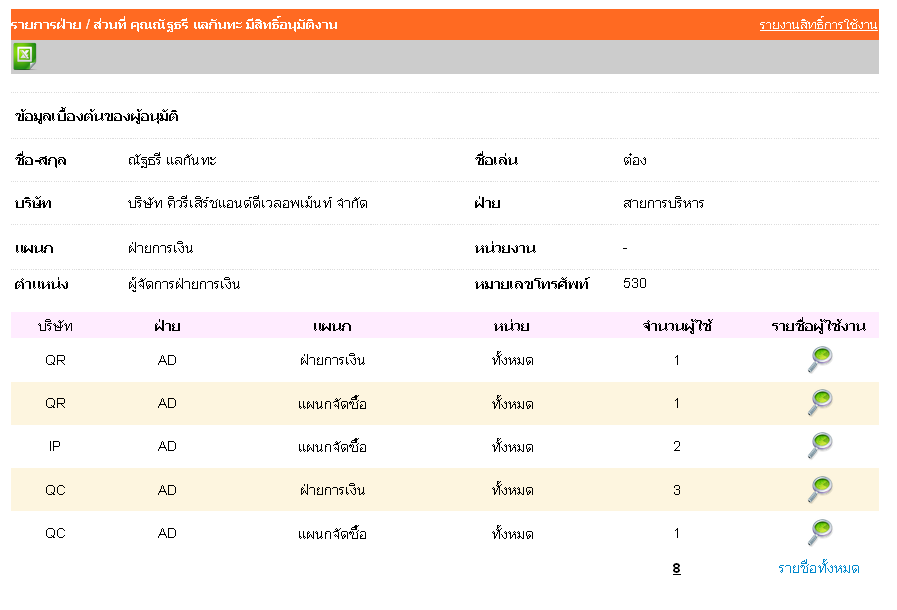 รายการฝ่าย / ส่วนที่ คุณณัฐธรี แลกันทะ มีสิทธิ์อนุมัติงาน รายงานสิทธิ์การใช้งาน
ข้อมูลเบื้องต้นของผู้อนุมัติ
ชื่อ-สกุล ณัฐธรี แลกันทะ ชื่อเล่น ต๋อง
บริษัท บริษัท คิวรีเสิร์ชแอนด์ดีเวลอพเม้นท์ จำกัด ฝ่าย สายการบริหาร
แผนก ฝ่ายการเงิน หน่วยงาน -
ตำแหน่ง ผู้จัดการฝ่ายการเงิน หมายเลขโทรศัพท์ 530
บริษัท ฝ่าย แผนก หน่วย จำนวนผู้ใช้ รายชื่อผู้ใช้งาน
QR AD ฝ่ายการเงิน ทั้งหมด 1
QR AD แผนกจัดซื้อ ทั้งหมด 1
IP AD แผนกจัดซื้อ ทั้งหมด 2
QC AD ฝ่ายการเงิน ทั้งหมด 3
QC AD แผนกจัดซื้อ ทั้งหมด 1
8 รายชื่อทั้งหมด